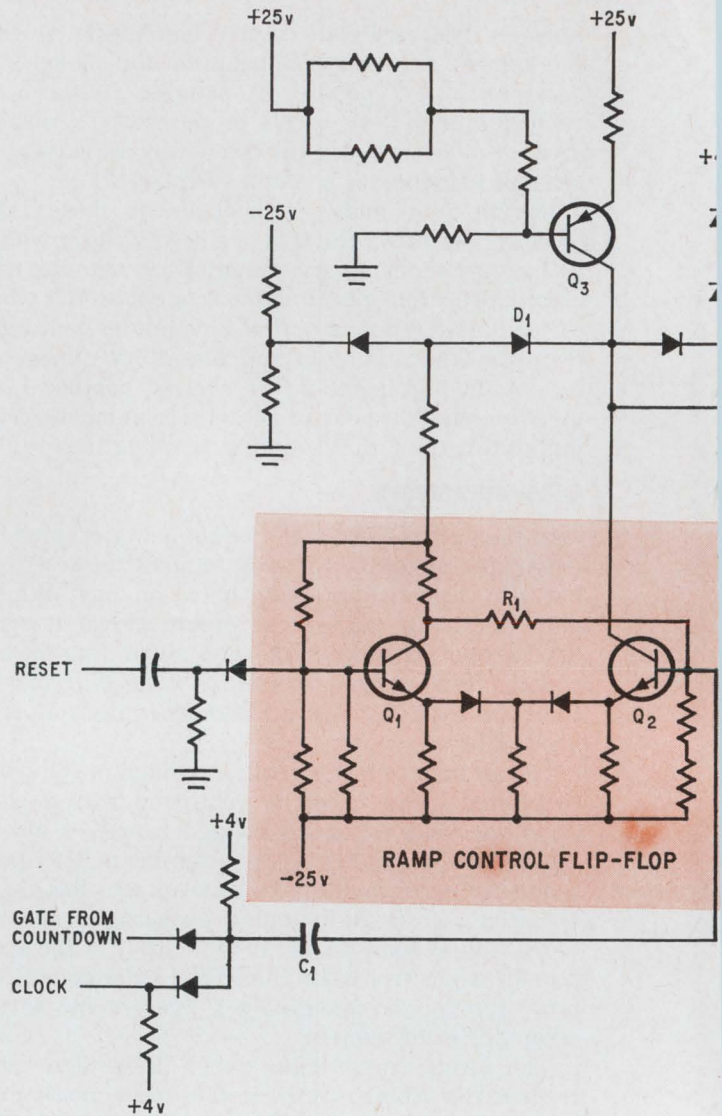 +25v
+25v
-25v
Q3
D1
R1
RESET
Q1
Q2
+4v
-25v
RAMP CONTROL FLIP-FLOP
GATE FROM
COUNTDOWN
C1
CLOCK
+4v